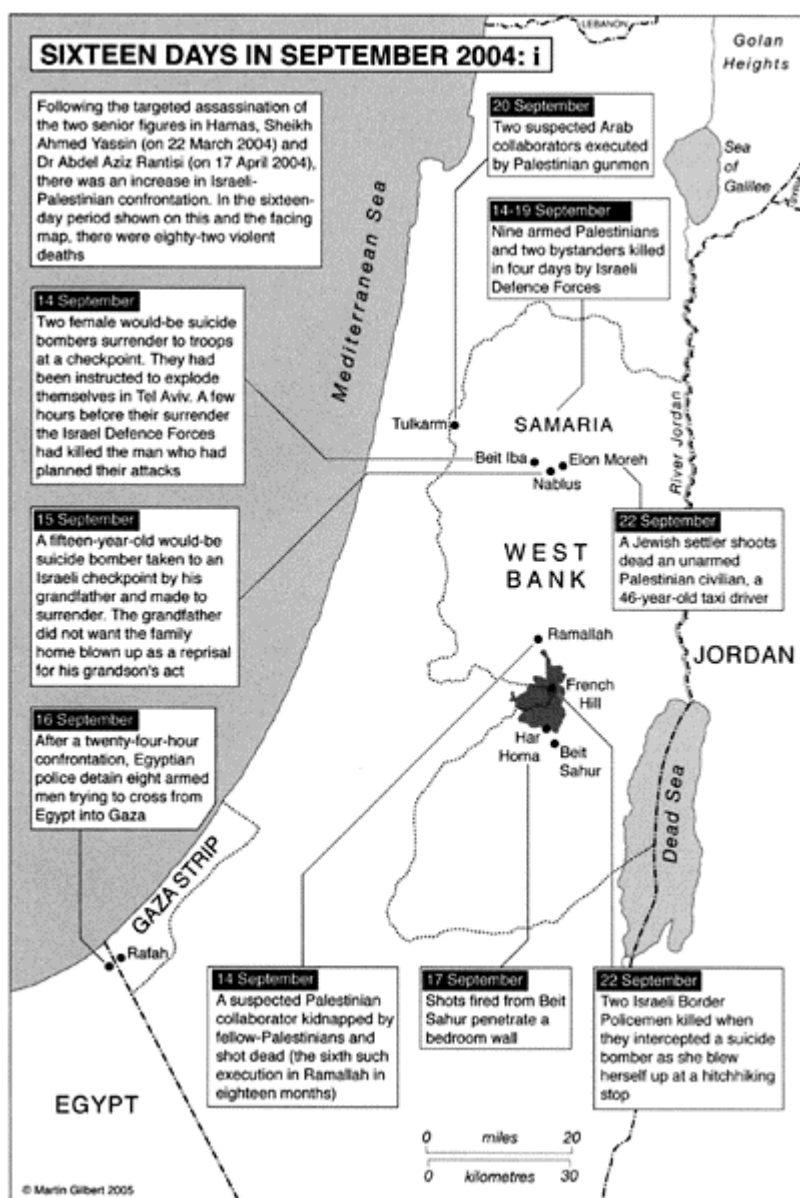 LEBANON
SIXTEEN DAYS IN SEPTEMBER 2004: i
Golan
Heights
Following the targeted assassination of
the two senior figures in Hamas, Sheikh
Ahmed Yassin (on 22 March 2004) and
Dr Abdel Aziz Rantisi (on 17 April 2004),
there was an increase in Israeli-
Palestinian confrontation. In the sixteen-
day period shown on this and the facing
map, there were eighty-two violent
deaths
20 September
Two suspected Arab
collaborators executed
by Palestinian gunmen
Sea
of
Galilee
14-19 September
Nine armed Palestinians
and two bystanders killed
in four days by Israeli
Defence Forces
Mediterranean Sea
14 September
Two female would-be suicide
bombers surrender to troops
at a checkpoint. They had
been instructed to explode
themselves in Tel Aviv. A few
hours before their surrender
the Israel Defence Forces
had killed the man who had
planned their attacks
Tulkarm
SAMARIA
Beit Iba
Elon Moreh
Nablus
River Jordan
15 September
A fifteen-year-old would-be
suicide bomber taken to an
Israeli checkpoint by his
grandfather and made to
surrender. The grandfather
did not want the family
home blown up as a reprisal
for his grandson's act
22 September
A Jewish settler shoots
dead an unarmed
Palestinian civilian, a
46-year-old taxi driver
WEST
BANK
Ramallah
JORDAN
French
Hill
Har
Homa
Beit
Sahur
Dead Sea
16 September
After a twenty-four-hour
confrontation, Egyptian
police detain eight armed
men trying to cross from
Egypt into Gaza
GAZA STRIP
Rafah
14 September
A suspected Palestinian
collaborator kidnapped by
fellow-Palestinians and
shot dead (the sixth such
execution in Ramallah in
eighteen months)
17 September
Shots fired from Beit
Sahur penetrate a
bedroom wall
22 September
Two Israeli Border
Policemen killed when
they intercepted a suicide
bomber as she blew
herself up at a hitchhiking
stop
EGYPT
0 miles 20
0 kilometres 30
© Martin Gilbert 2005